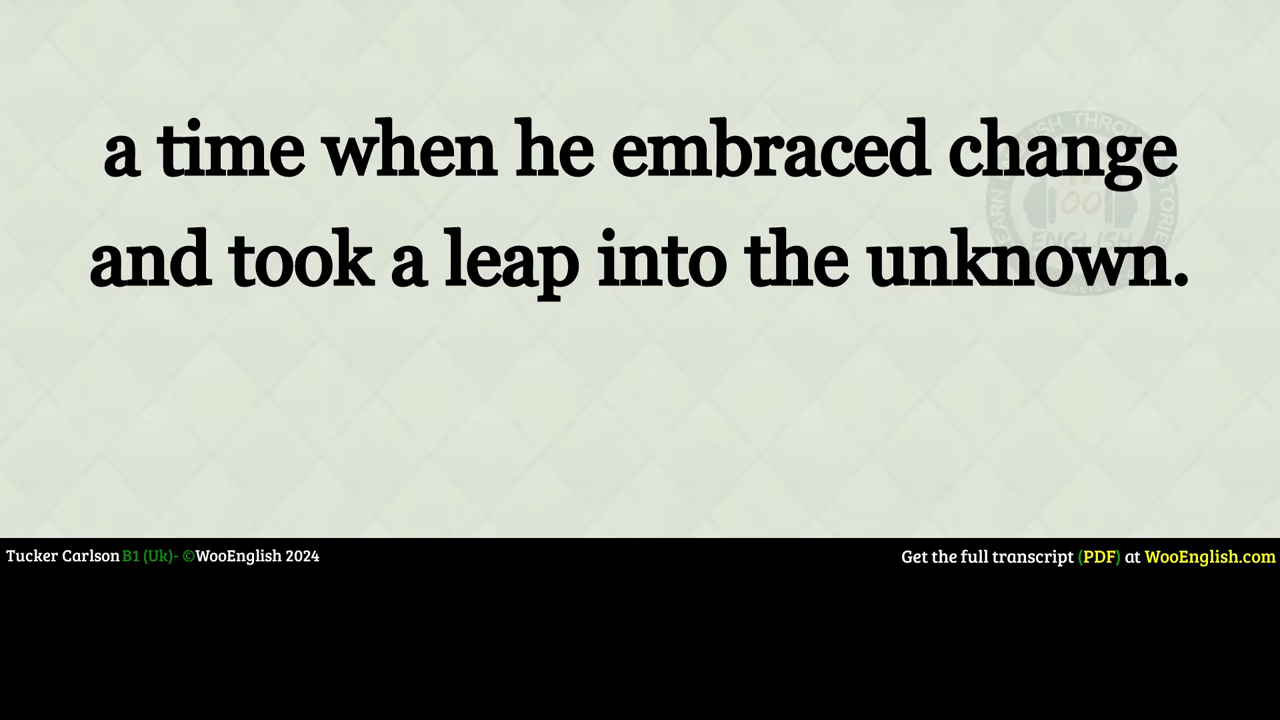 a time when he embraced change
and took a leap into the unknown.
Tucker Carlson B1 (Uk)- ©WooEnglish 2024
Get the full transcript (PDF) at WooEnglish.com